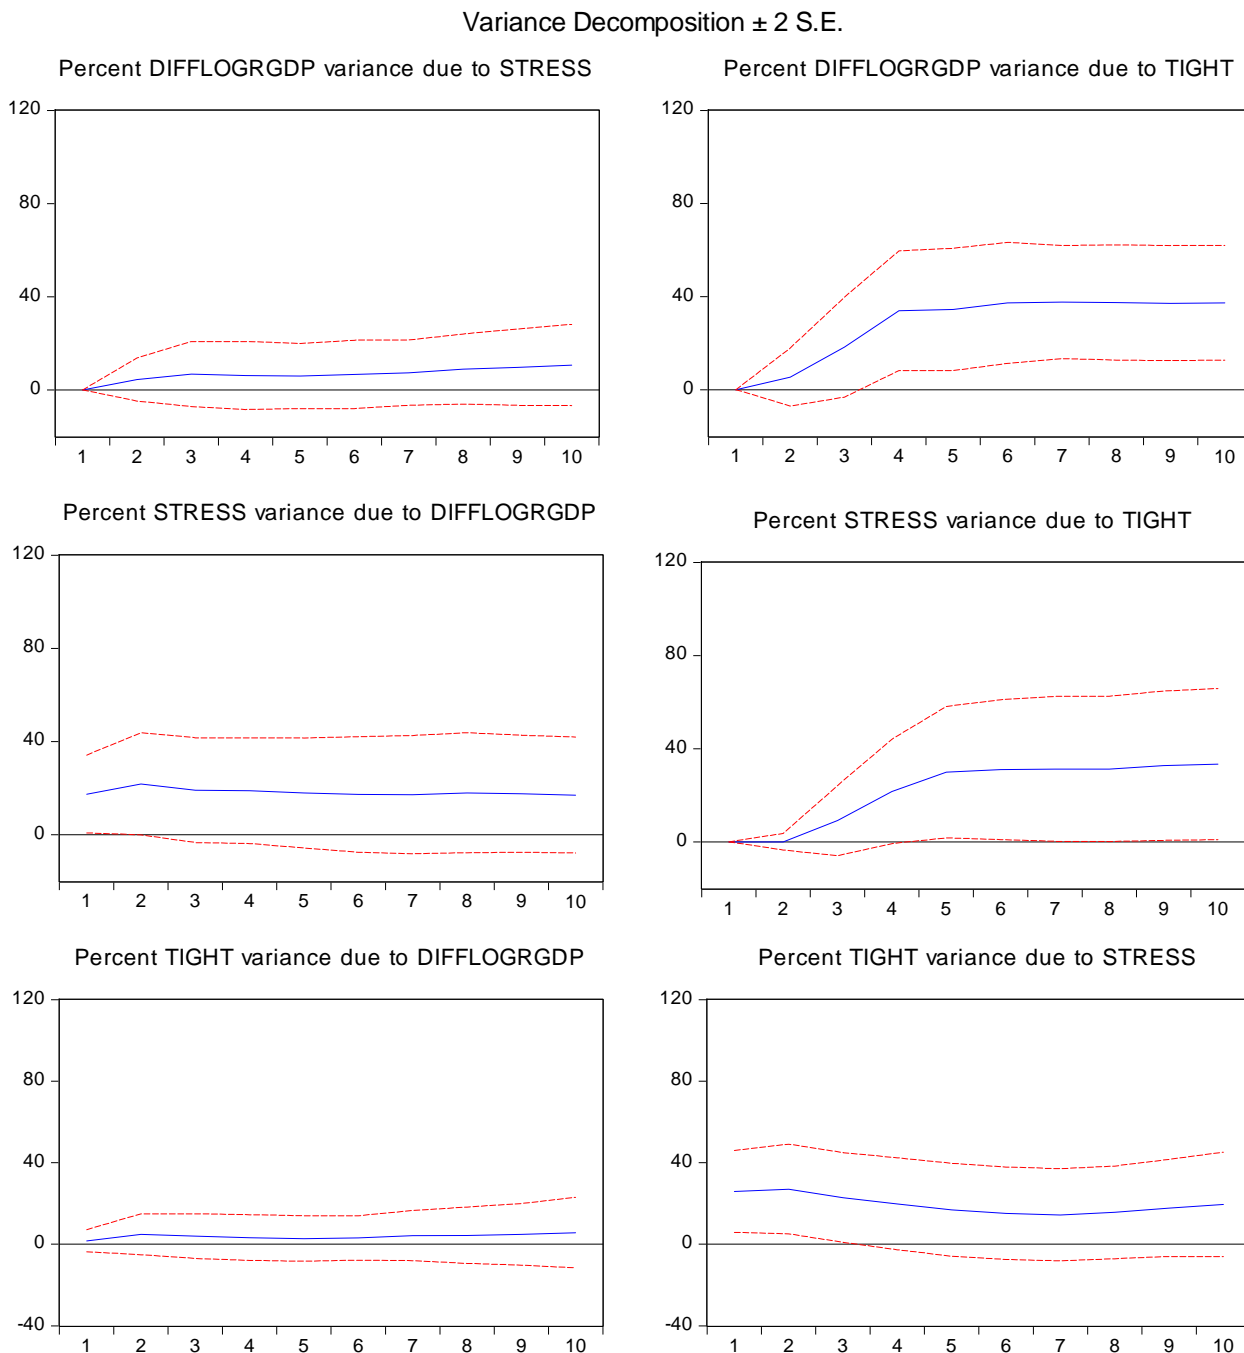 Variance Decomposition ± 2 S.E.
Percent DIFFLOGRGDP variance due to STRESS
120
80
40
0
1 2 3 4 5 6 7 8 9 10
Percent DIFFLOGRGDP variance due to TIGHT
120
80
40
0
1 2 3 4 5 6 7 8 9 10
Percent STRESS variance due to DIFFLOGRGDP
120
80
40
0
1 2 3 4 5 6 7 8 9 10
Percent STRESS variance due to TIGHT
120
80
40
0
1 2 3 4 5 6 7 8 9 10
Percent TIGHT variance due to DIFFLOGRGDP
120
80
40
0
-40
1 2 3 4 5 6 7 8 9 10
Percent TIGHT variance due to STRESS
120
80
40
0
-40
1 2 3 4 5 6 7 8 9 10